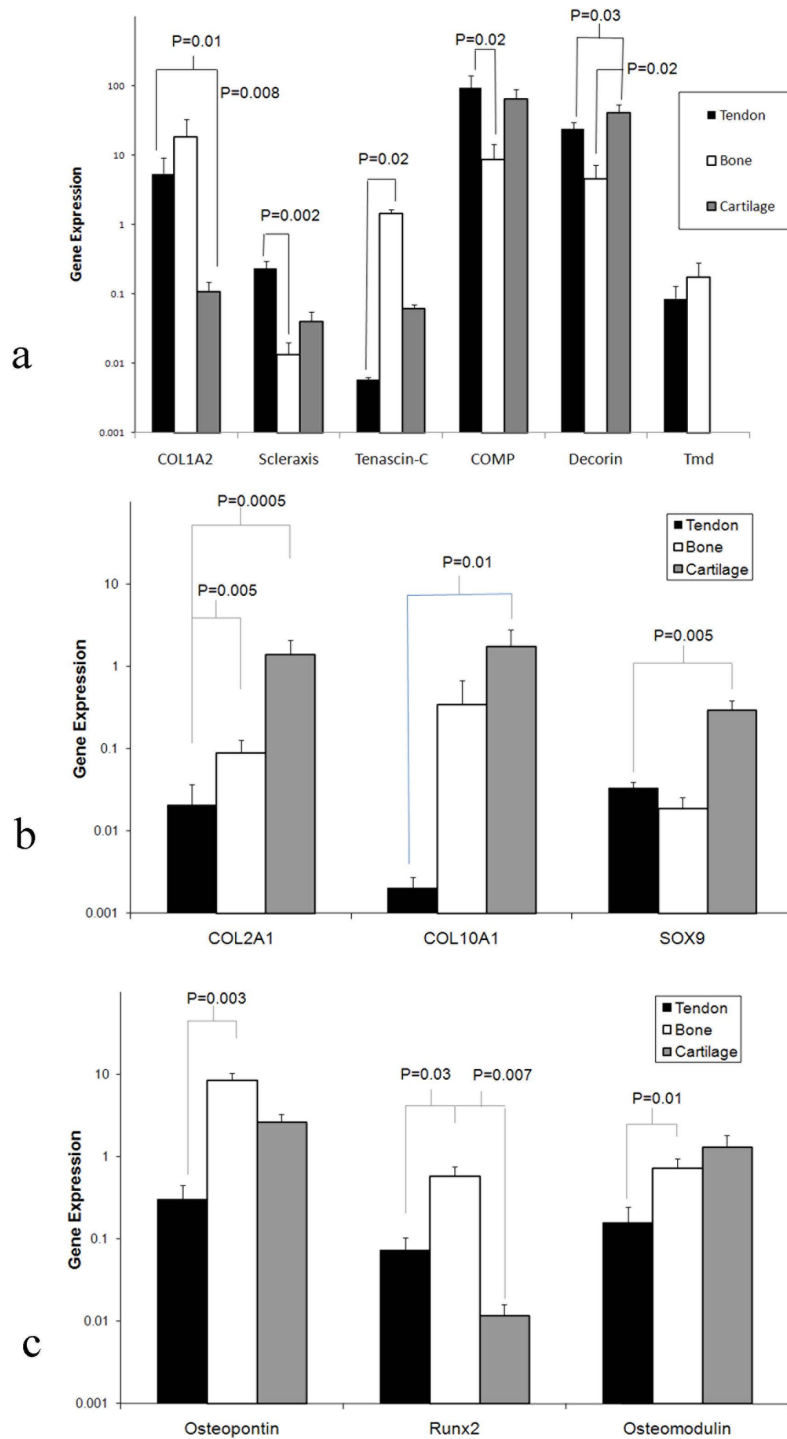 P=0.03
P=0.01
P=0.02
P=0.02
P=0.008
100
Tendon
Bone
Cartilage
P=0.02
10
P=0.002
1
Gene Expression
0.1
0.01
0.001
a
COL1A2 Scleraxis Tenascin-C COMP Decorin Tmd
P=0.0005
Tendon
Bone
Cartilage
P=0.01
10
P=0.005
P=0.005
1
Gene Expression
0.1
0.01
0.001
b
COL2A1 COL10A1 SOX9
P=0.003
Tendon
Bone
Cartilage
10
P=0.03 P=0.007
P=0.01
1
Gene Expression
0.1
0.01
0.001
c
Osteopontin Runx2 Osteomodulin